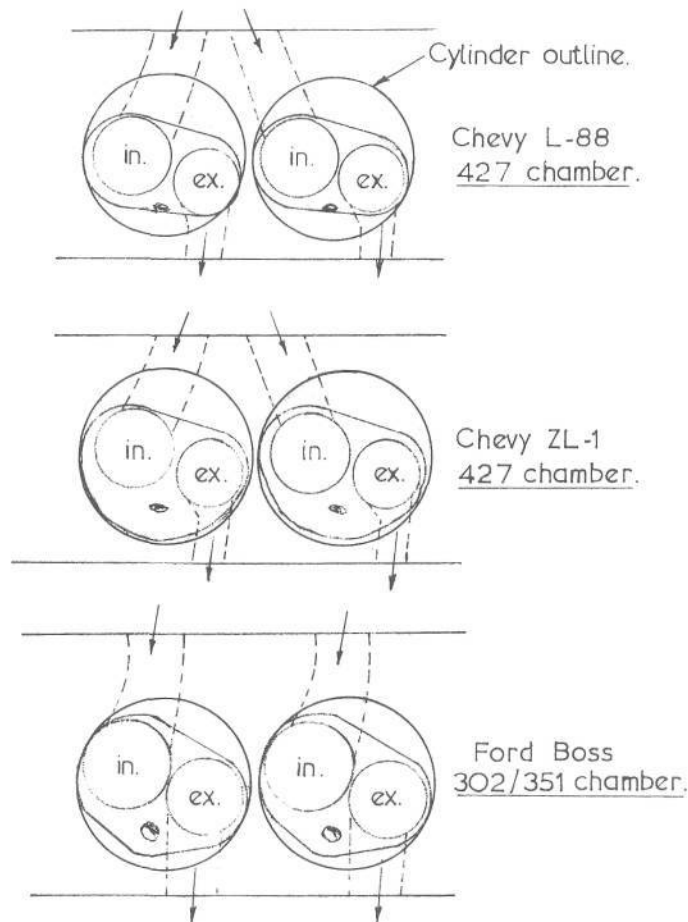 Cylinder outline.
Chevy L-88
427 chamber.
in. ex. in. ex.
Chevy ZL-1
427 chamber.
in. ex. in. ex.
Ford Boss
302/351 chamber.
in. ex. in. ex.